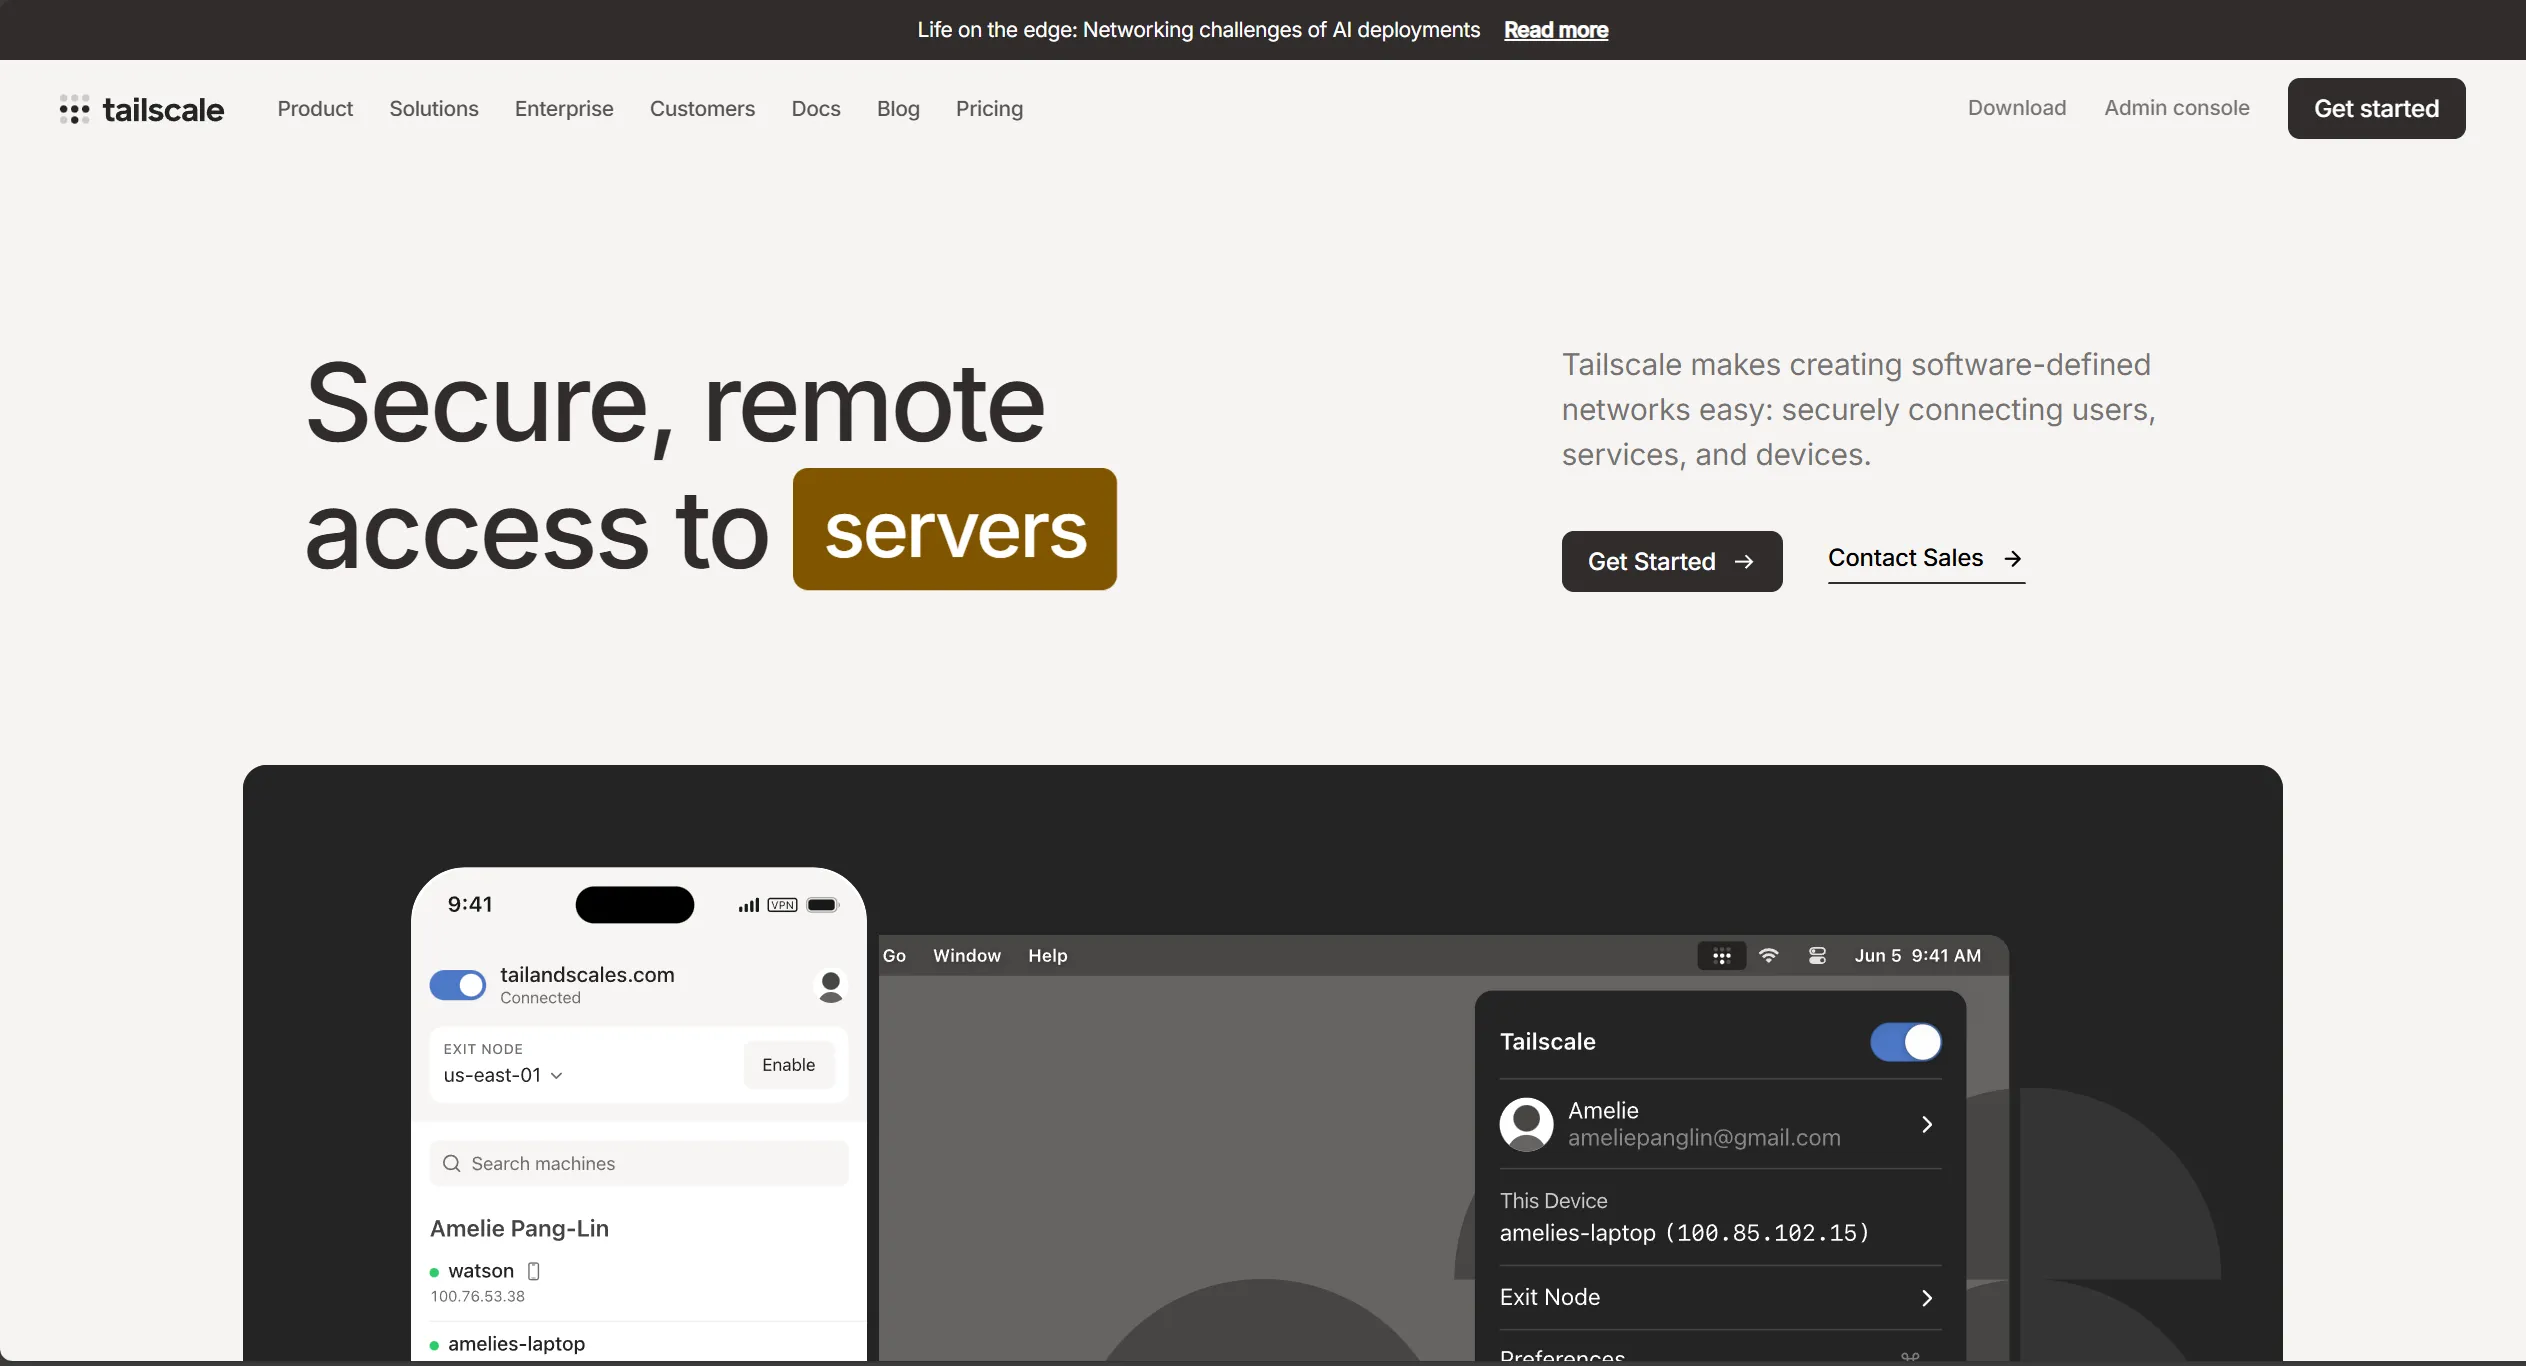 Life on the edge: Networking challenges of AI deployments Read more
tailscale Product Solutions Enterprise Customers Docs Blog Pricing Download Admin console Get started
Secure, remote
access to servers
Tailscale makes creating software-defined
networks easy: securely connecting users,
services, and devices.
Get Started → Contact Sales →
9:41 VPN
tailandscales.com
Connected
EXIT NODE
us-east-01
Enable
Search machines
Amelie Pang-Lin
watson
100.76.53.38
amelies-laptop
Go Window Help Jun 5 9:41 AM
Tailscale
Amelie
ameliepanglin@gmail.com
This Device
amelies-laptop (100.85.102.15)
Exit Node
Preferences ⌘